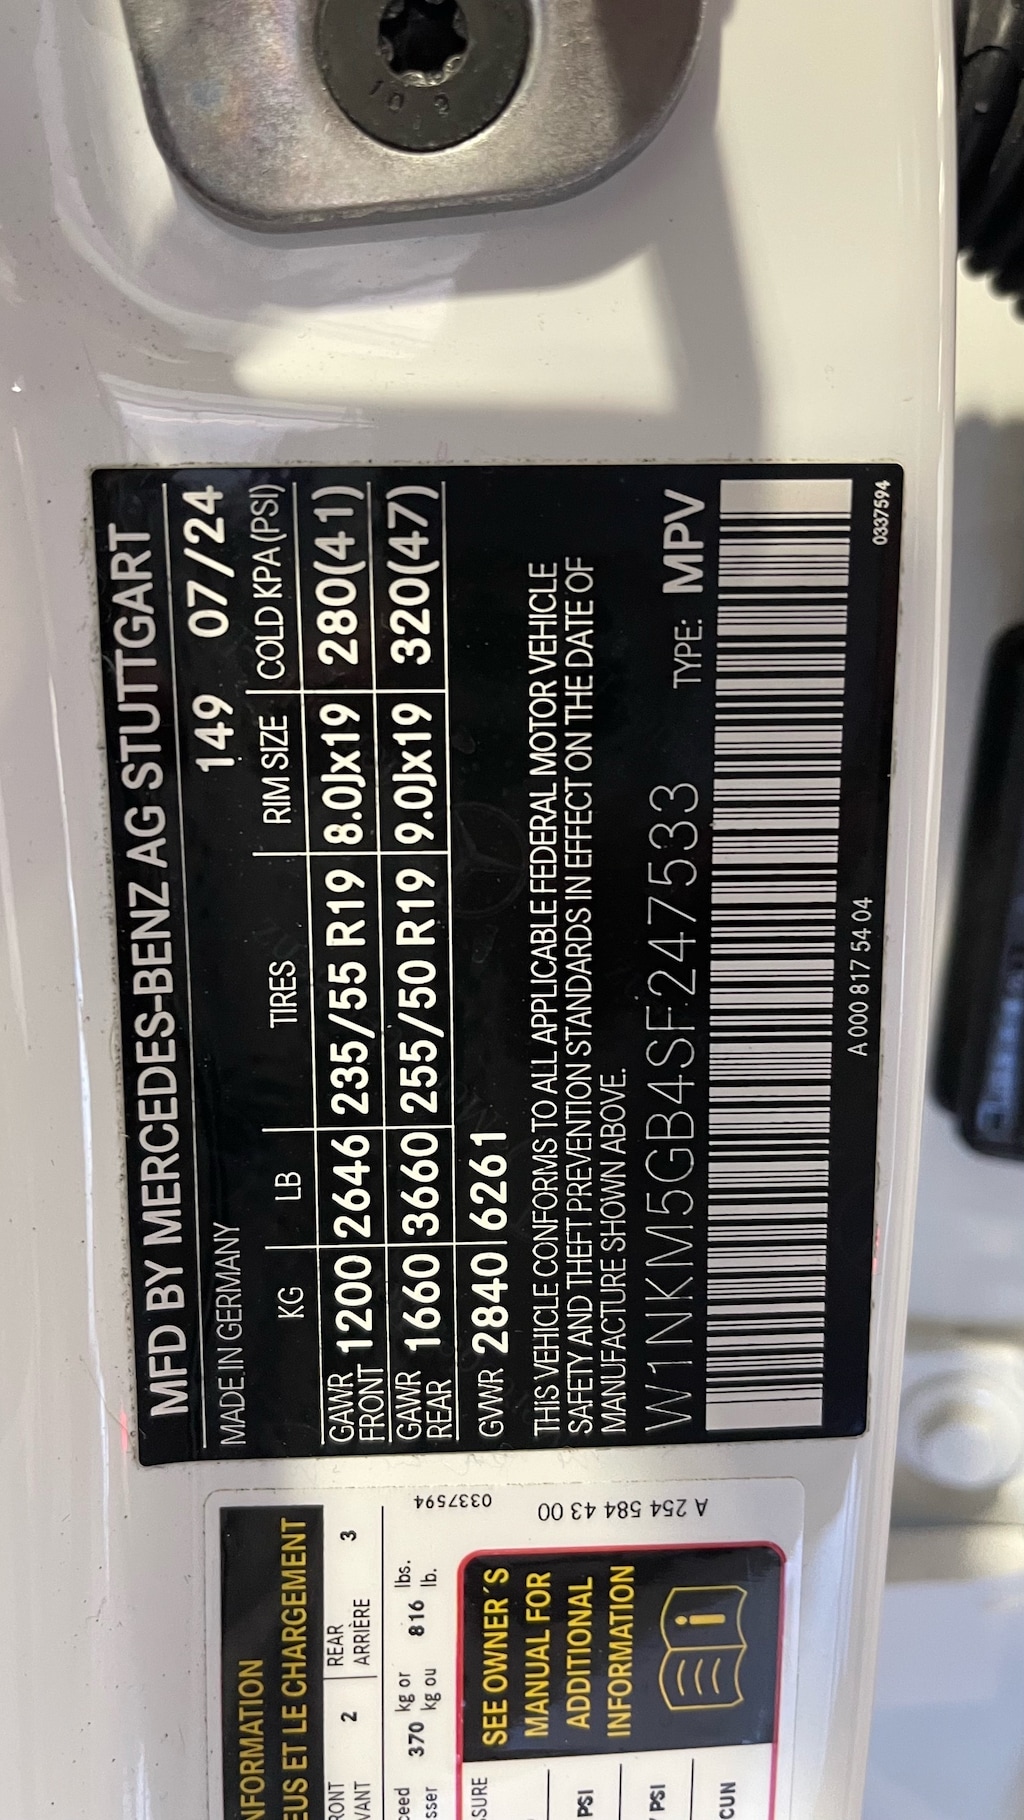 10 9
MFD BY MERCEDES-BENZ AG STUTTGART
MADE IN GERMANY 149 07/24
KG LB TIRES RIM SIZE COLD KPA(PSI)
GAWR FRONT 1200 2646 235/55 R19 8.0Jx19 280(41)
GAWR REAR 1660 3660 255/50 R19 9.0Jx19 320(47)
GVWR 2840 6261
THIS VEHICLE CONFORMS TO ALL APPLICABLE FEDERAL MOTOR VEHICLE
SAFETY AND THEFT PREVENTION STANDARDS IN EFFECT ON THE DATE OF
MANUFACTURE SHOWN ABOVE.
W1NKM5GB4SF247533 TYPE: MPV
A 000 817 54 04 0337594
NFORMATION
EUS ET LE CHARGEMENT
RONT 2 REAR 3
VANT ARRIÈRE
ceed 370 kg or 816 lbs.
sser kg ou lb.
0337594
A 254 584 43 00
SURE
PSI
PSI
CUN
SEE OWNER´S
MANUAL FOR
ADDITIONAL
INFORMATION
i